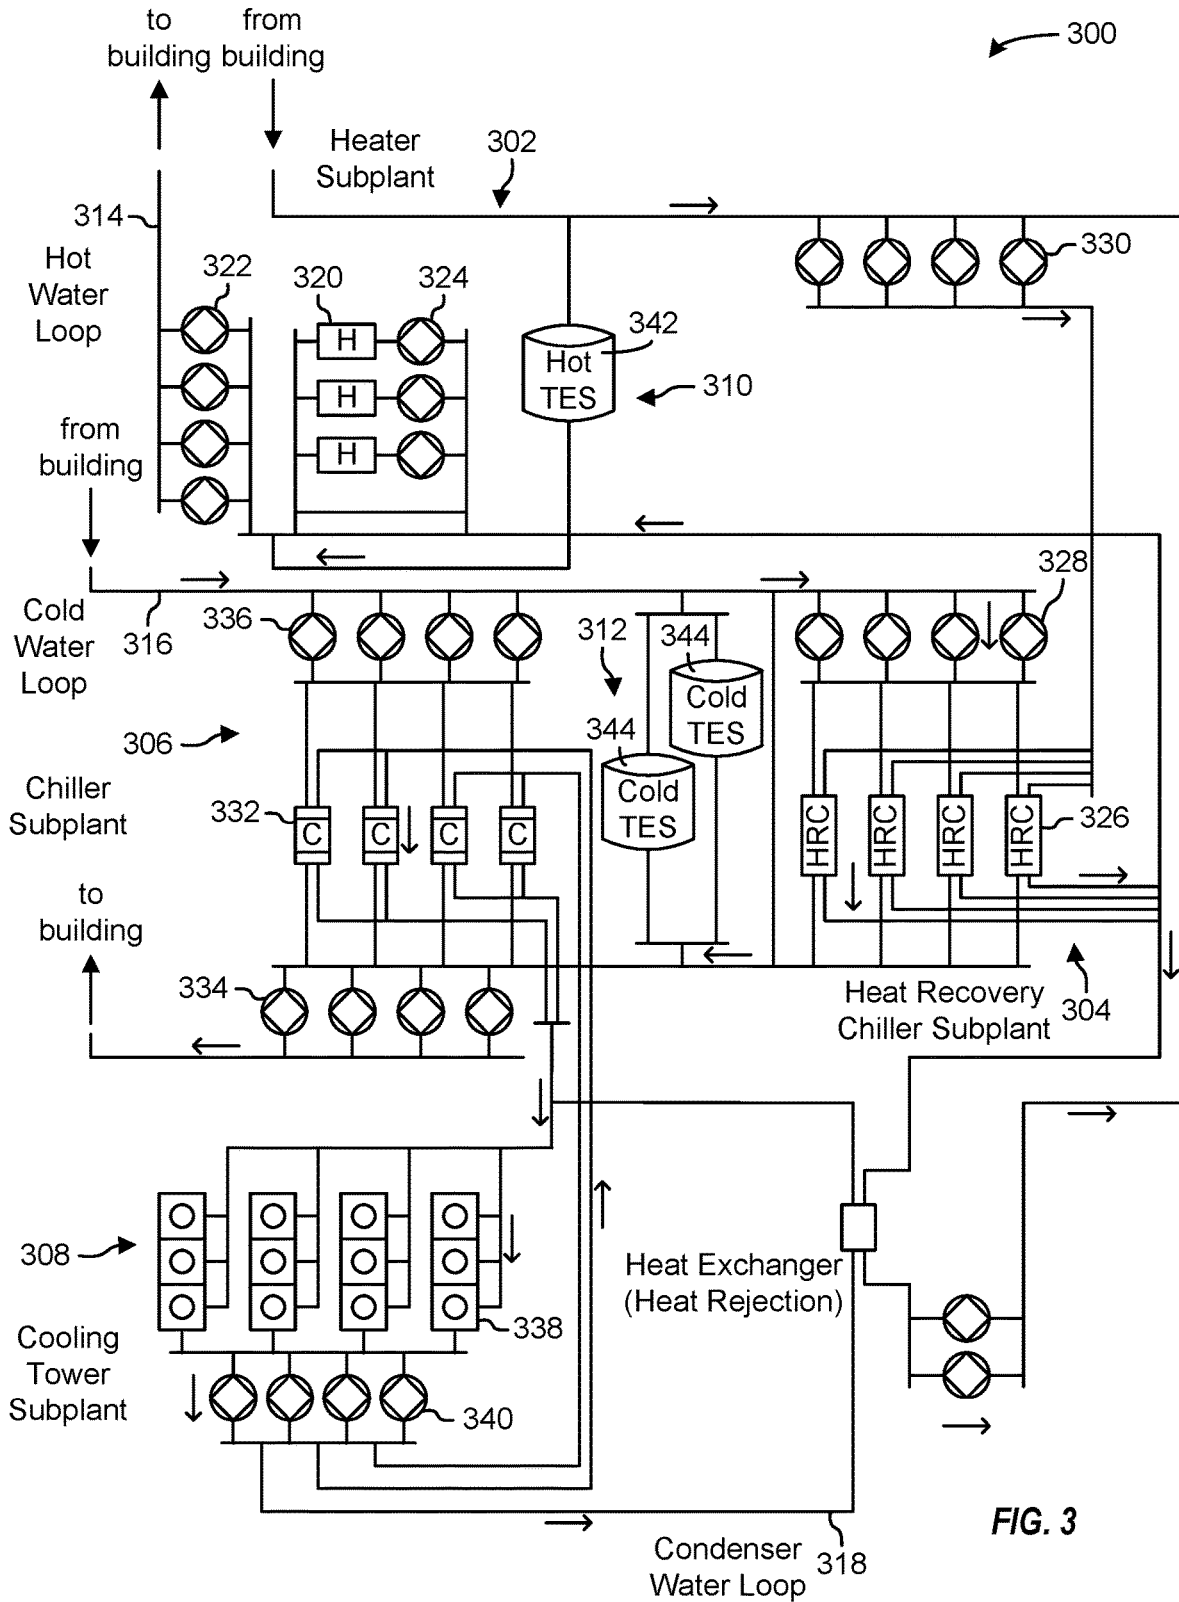 to
building
from
building
300
Heater
Subplant
302
314
Hot
Water
Loop
322
320
324
H
H
H
342
Hot
TES
310
330
from
building
316
Cold
Water
Loop
336
312
344
Cold
TES
344
Cold
TES
328
306
Chiller
Subplant
332
C
C
C
C
HRC
HRC
HRC
HRC
326
to
building
334
Heat Recovery
Chiller Subplant
304
308
338
Cooling
Tower
Subplant
340
Heat Exchanger
(Heat Rejection)
Condenser
Water Loop
318
FIG. 3